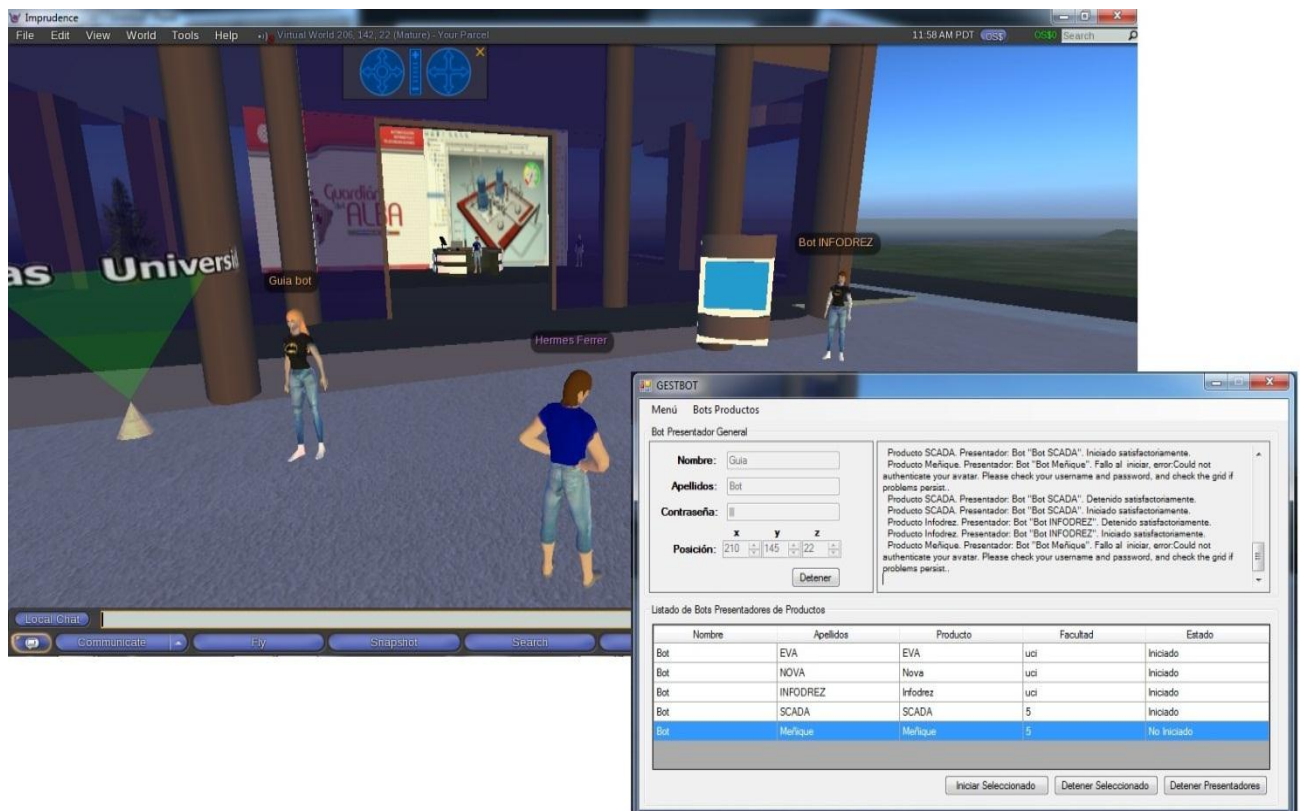 Imprudence
File Edit View World Tools Help Virtual World 206, 142, 22 (Mature) - Your Parcel 11:58 AM PDT OS$ OS$0 Search
Guardián
del ALBA
as Universi
Guia bot
Bot INFODREZ
Hermes Ferrer
Local Chat
Communicate Fly Snapshot Search
GESTBOT
Menú Bots Productos
Bot Presentador General
Nombre: Guia
Apellidos: Bot
Contraseña:
x y z
Posición: 210 145 22
Detener
Producto SCADA. Presentador: Bot "Bot SCADA". Iniciado satisfactoriamente.
Producto Meñique. Presentador: Bot "Bot Meñique". Fallo al iniciar, error:Could not
authenticate your avatar. Please check your username and password, and check the grid if
problems persist..
Producto SCADA. Presentador: Bot "Bot SCADA". Detenido satisfactoriamente.
Producto SCADA. Presentador: Bot "Bot SCADA". Iniciado satisfactoriamente.
Producto Infodrez. Presentador: Bot "Bot INFODREZ". Detenido satisfactoriamente.
Producto Infodrez. Presentador: Bot "Bot INFODREZ". Iniciado satisfactoriamente.
Producto Meñique. Presentador: Bot "Bot Meñique". Fallo al iniciar, error:Could not
authenticate your avatar. Please check your username and password, and check the grid if
problems persist..
Listado de Bots Presentadores de Productos
Nombre Apellidos Producto Facultad Estado
Bot EVA EVA uci Iniciado
Bot NOVA Nova uci Iniciado
Bot INFODREZ Infodrez uci Iniciado
Bot SCADA SCADA 5 Iniciado
Bot Meñique Meñique 5 No Iniciado
Iniciar Seleccionado Detener Seleccionado Detener Presentadores